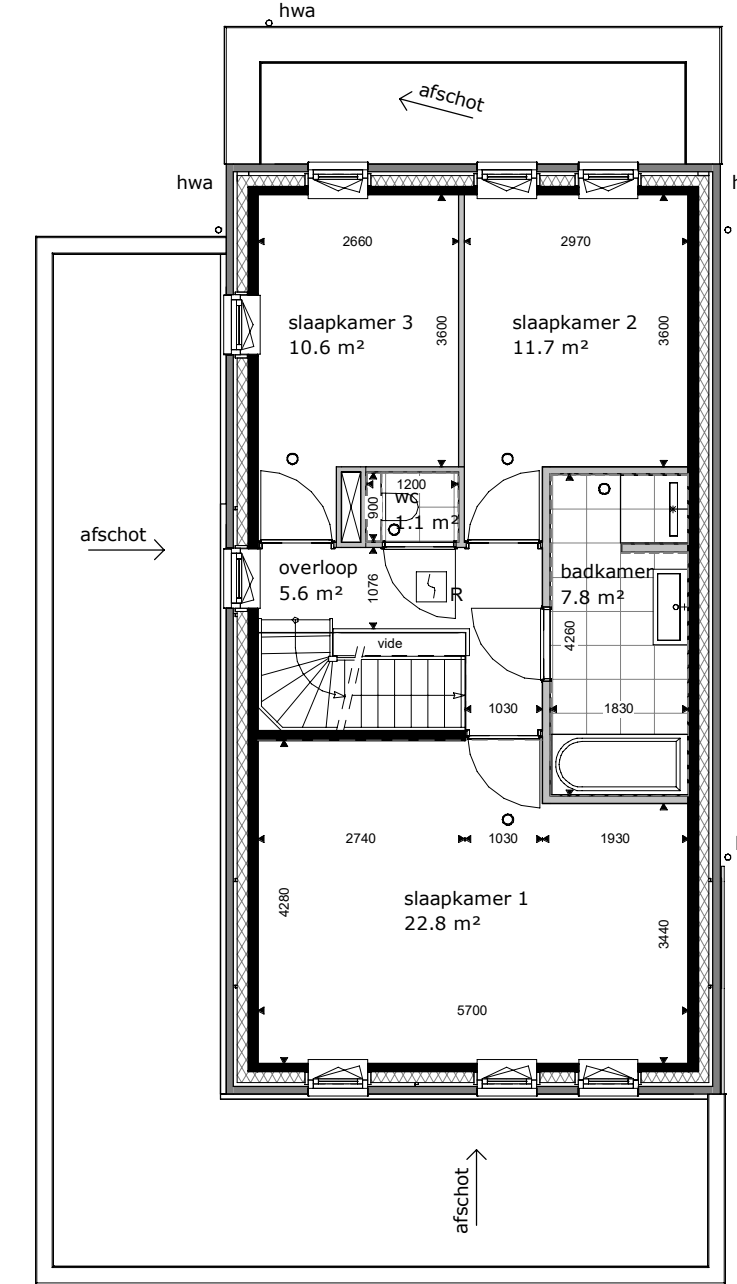 hwa
afschot
hwa
h
2660
2970
slaapkamer 3
10.6 m²
3600
slaapkamer 2
11.7 m²
3600
1200
900
wc
1.1 m²
afschot
overloop
5.6 m²
1076
R
badkamer
7.8 m²
4260
vide
1030
1830
2740
1030
1930
4280
slaapkamer 1
22.8 m²
3440
5700
afschot